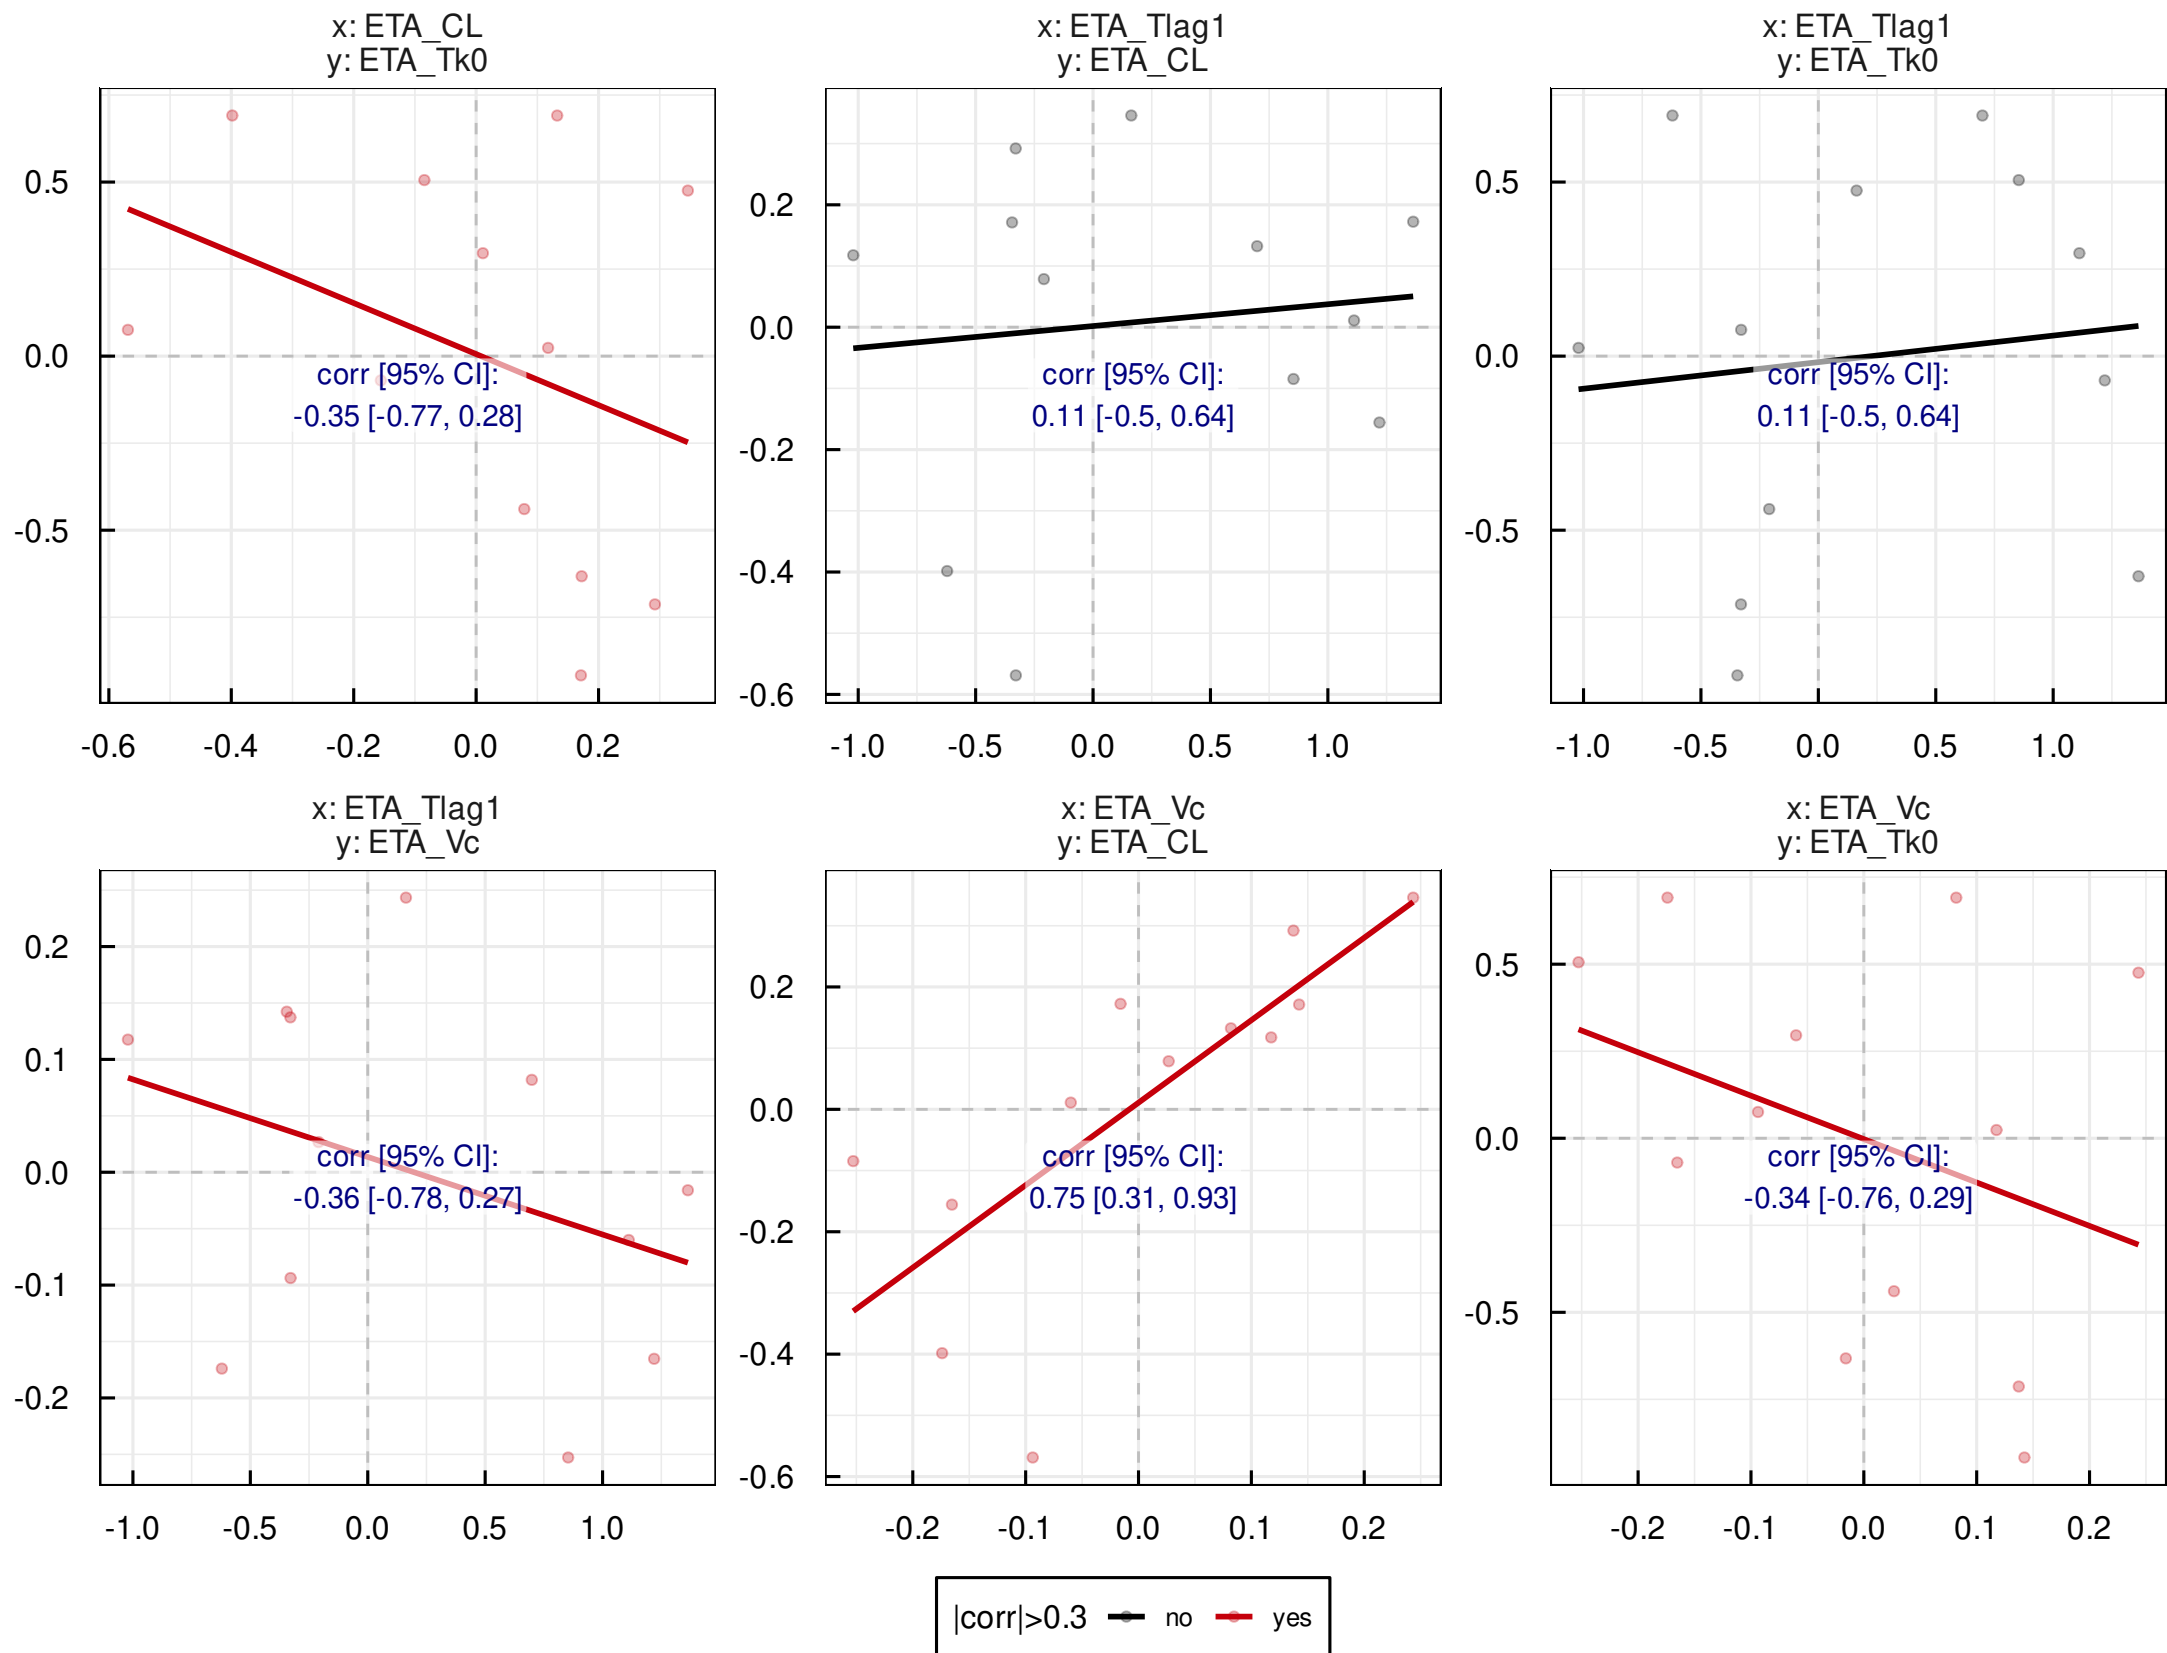 x: ETA_CL
y: ETA_Tk0
x: ETA_Tlag1
y: ETA_CL
x: ETA_Tlag1
y: ETA_Tk0
0.5
0.0
-0.5
corr [95% CI]:
-0.35 [-0.77, 0.28]
-0.6 -0.4 -0.2 0.0 0.2
0.2
0.0
-0.2
-0.4
-0.6
corr [95% CI]:
0.11 [-0.5, 0.64]
-1.0 -0.5 0.0 0.5 1.0
0.5
0.0
-0.5
corr [95% CI]:
0.11 [-0.5, 0.64]
-1.0 -0.5 0.0 0.5 1.0
x: ETA_Tlag1
y: ETA_Vc
x: ETA_Vc
y: ETA_CL
x: ETA_Vc
y: ETA_Tk0
0.2
0.1
0.0
-0.1
-0.2
corr [95% CI]:
-0.36 [-0.78, 0.27]
-1.0 -0.5 0.0 0.5 1.0
0.2
0.0
-0.2
-0.4
-0.6
corr [95% CI]:
0.75 [0.31, 0.93]
-0.2 -0.1 0.0 0.1 0.2
0.5
0.0
-0.5
corr [95% CI]:
-0.34 [-0.76, 0.29]
-0.2 -0.1 0.0 0.1 0.2
|corr|>0.3 no yes